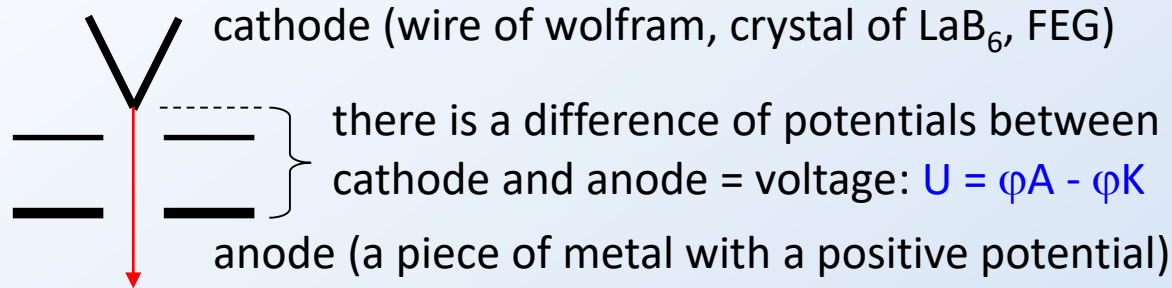 cathode (wire of wolfram, crystal of LaB₆, FEG)
there is a difference of potentials between
cathode and anode = voltage: U = φA - φK
anode (a piece of metal with a positive potential)